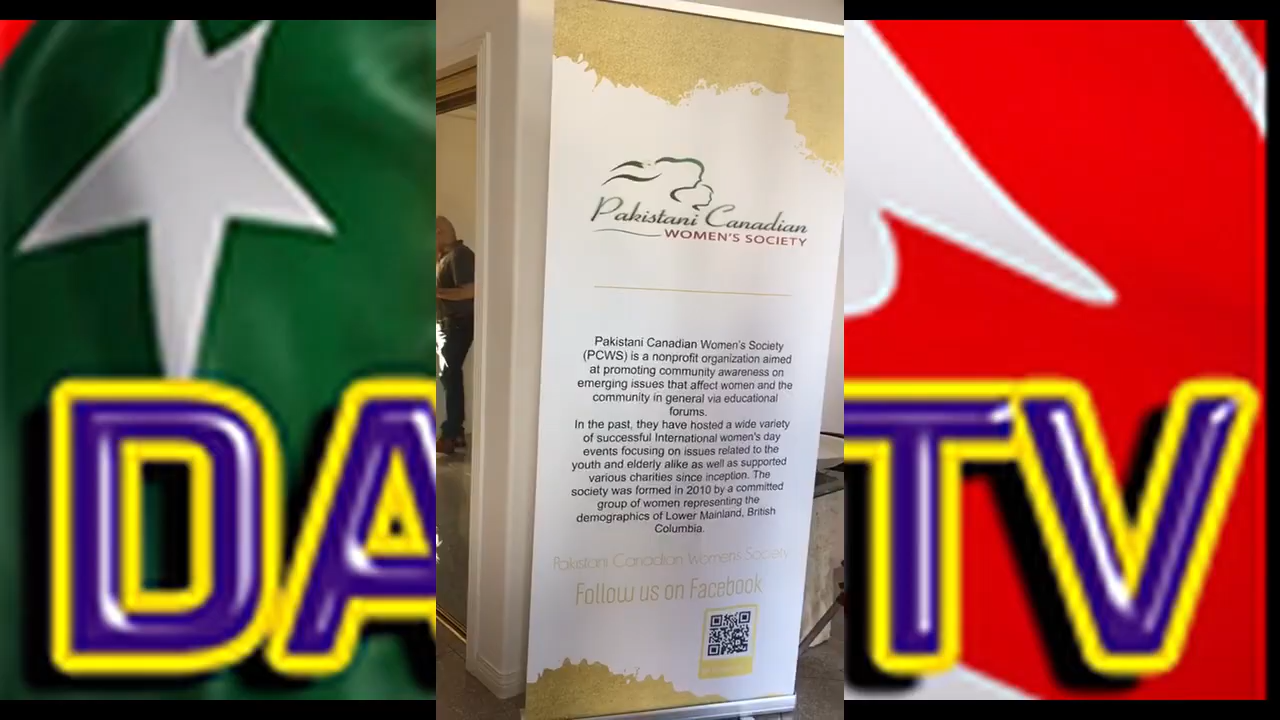 Pakistani Canadian
WOMEN'S SOCIETY
Pakistani Canadian Women's Society
(PCWS) is a nonprofit organization aimed
at promoting community awareness on
emerging issues that affect women and the
community in general via educational
forums.
In the past, they have hosted a wide variety
of successful International women's day
events focusing on issues related to the
youth and elderly alike as well as supported
various charities since inception. The
society was formed in 2010 by a committed
group of women representing the
demographics of Lower Mainland, British
Columbia.
Pakistani Canadian Women's Society
Follow us on Facebook
DA
TV